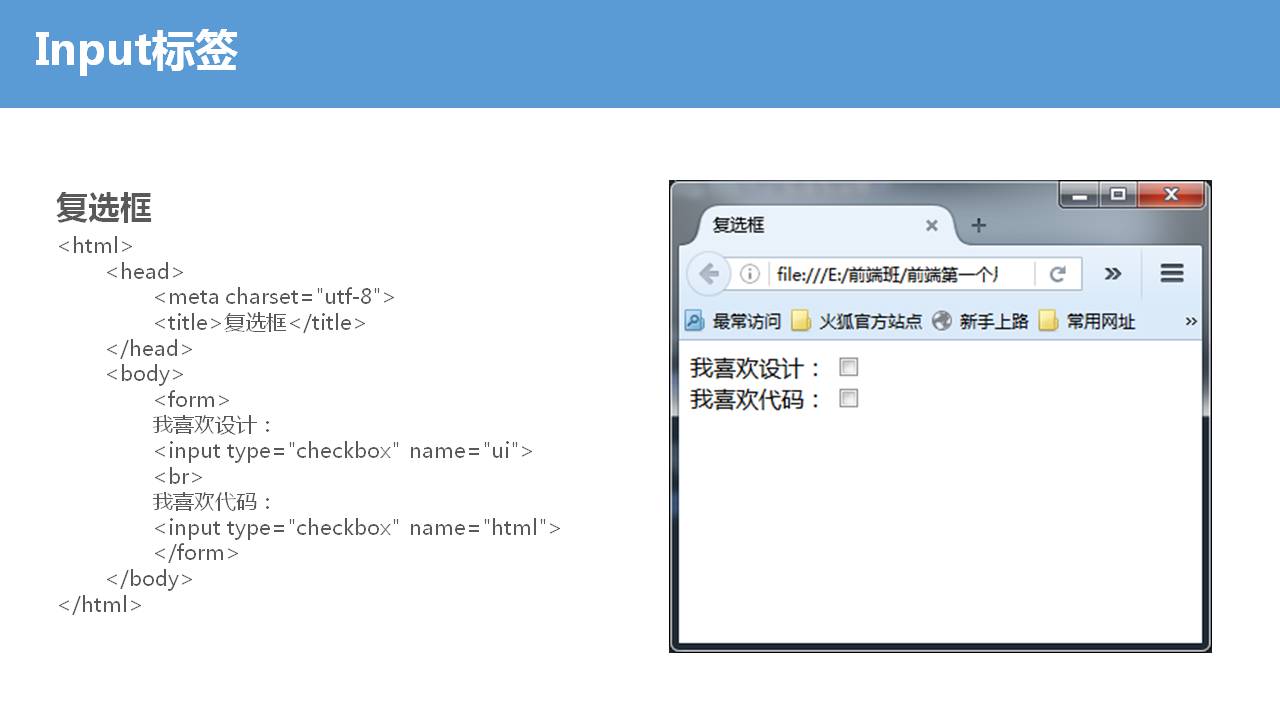 Input标签
复选框
<html>
<head>
<meta charset="utf-8">
<title>复选框</title>
</head>
<body>
<form>
我喜欢设计：
<input type="checkbox" name="ui">
<br>
我喜欢代码：
<input type="checkbox" name="html">
</form>
</body>
</html>
复选框
file:///E:/前端班/前端第一个
最常访问 火狐官方站点 新手上路 常用网址
我喜欢设计：
我喜欢代码：